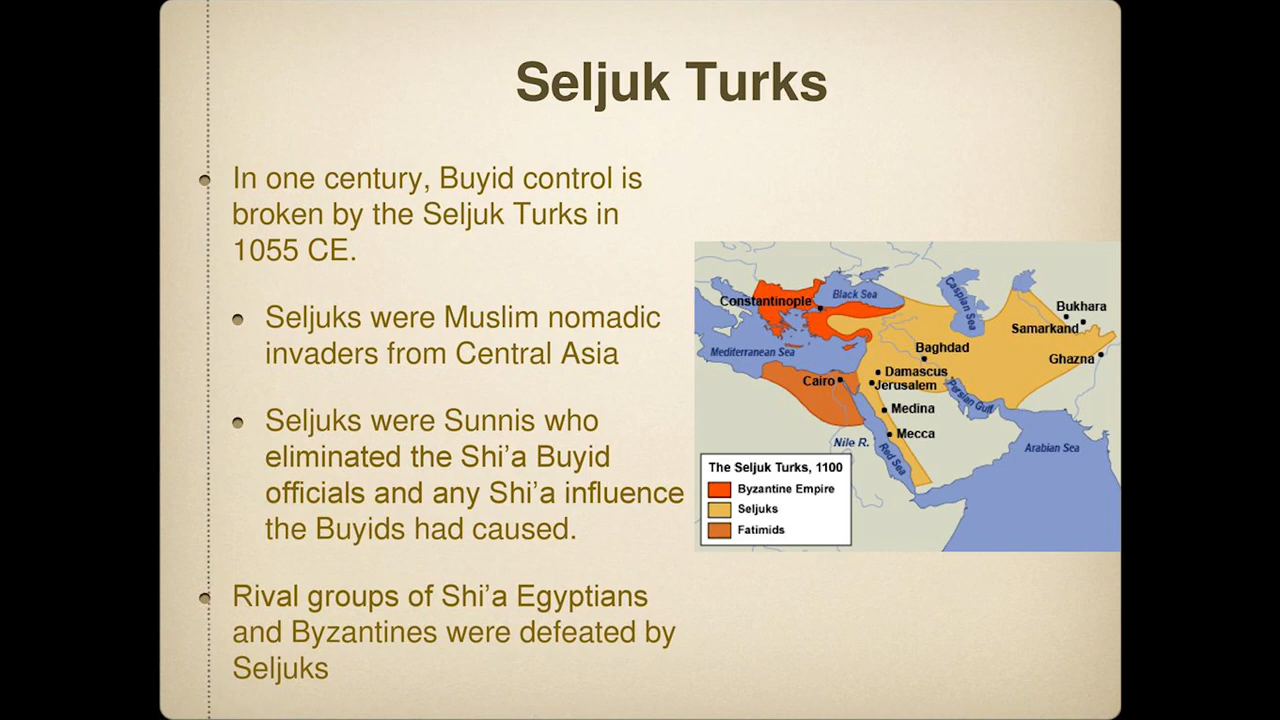 Seljuk Turks
In one century, Buyid control is
broken by the Seljuk Turks in
1055 CE.
Seljuks were Muslim nomadic
invaders from Central Asia
Seljuks were Sunnis who
eliminated the Shi’a Buyid
officials and any Shi’a influence
the Buyids had caused.
Rival groups of Shi’a Egyptians
and Byzantines were defeated by
Seljuks
Constantinople
Black Sea
Caspian Sea
Bukhara
Samarkand
Ghazna
Mediterranean Sea
Baghdad
Damascus
Jerusalem
Cairo
Persian Gulf
Medina
Mecca
Nile R.
Red Sea
Arabian Sea
The Seljuk Turks, 1100
Byzantine Empire
Seljuks
Fatimids